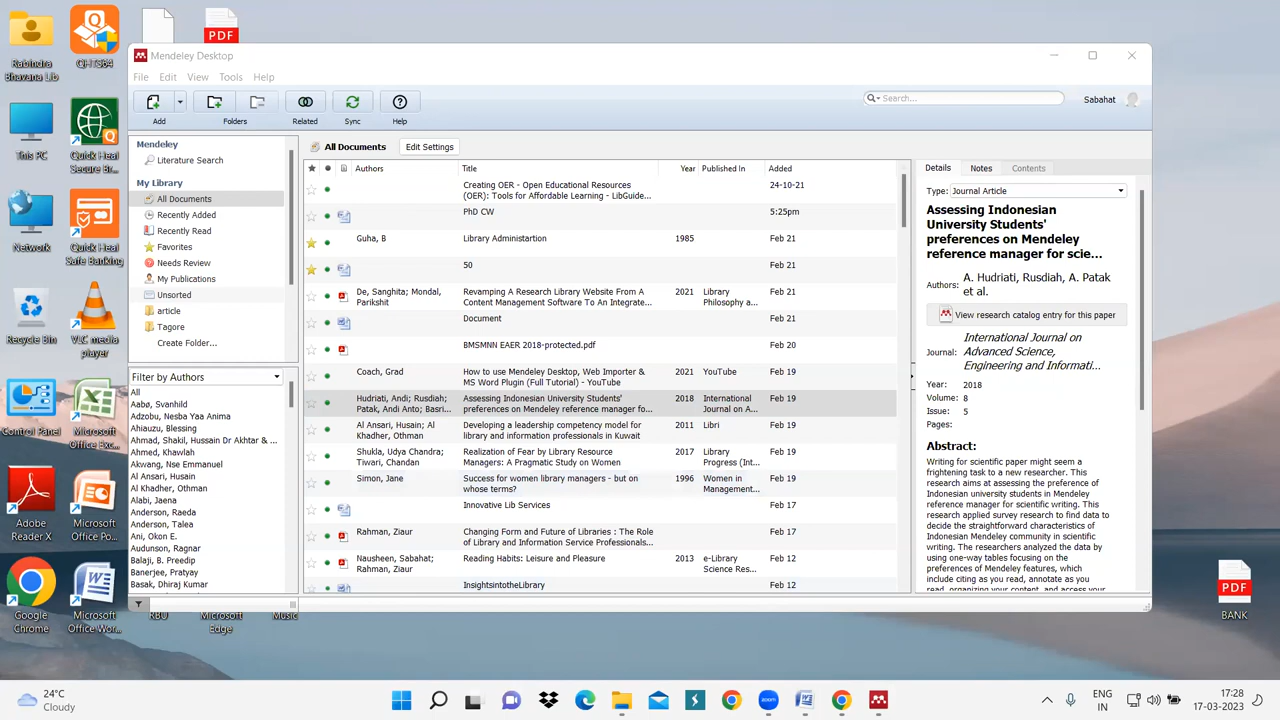 Rabindra
Bhavana Lib
QHTS64
PDF
This PC
Quick Heal
Secure Br...
Network
Quick Heal
Safe Banking
Recycle Bin
VLC media
player
Control Panel
Microsoft
Office Exc...
Adobe
Reader X
Microsoft
Office Po...
Google
Chrome
Microsoft
Office Wor...
RBU
Microsoft
Edge
Music
PDF
BANK
Mendeley Desktop
File Edit View Tools Help
Add Folders Related Sync Help
Search...
Sabahat
Mendeley
Literature Search
My Library
All Documents
Recently Added
Recently Read
Favorites
Needs Review
My Publications
Unsorted
article
Tagore
Create Folder...
Filter by Authors
All
Aabø, Svanhild
Adzobu, Nesba Yaa Anima
Ahiauzu, Blessing
Ahmad, Shakil, Hussain Dr Akhtar & ...
Ahmed, Khawlah
Akwang, Nse Emmanuel
Al Ansari, Husain
Al Khadher, Othman
Alabi, Jaena
Anderson, Raeda
Anderson, Talea
Ani, Okon E.
Audunson, Ragnar
Balaji, B. Preedip
Banerjee, Pratyay
Basak, Dhiraj Kumar
All Documents Edit Settings
Authors Title Year Published In Added
Creating OER - Open Educational Resources 24-10-21
(OER): Tools for Affordable Learning - LibGuide...
PhD CW 5:25pm
Guha, B Library Administartion 1985 Feb 21
50 Feb 21
De, Sanghita; Mondal, Revamping A Research Library Website From A 2021 Library Feb 21
Parikshit Content Management Software To An Integrate... Philosophy a...
Document Feb 21
BMSMNN EAER 2018-protected.pdf Feb 20
Coach, Grad How to use Mendeley Desktop, Web Importer & 2021 YouTube Feb 19
MS Word Plugin (Full Tutorial) - YouTube
Hudriati, Andi; Rusdiah; Assessing Indonesian University Students' 2018 International Feb 19
Patak, Andi Anto; Basri... preferences on Mendeley reference manager fo... Journal on A...
Al Ansari, Husain; Al Developing a leadership competency model for 2011 Libri Feb 19
Khadher, Othman library and information professionals in Kuwait
Shukla, Udya Chandra; Realization of Fear by Library Resource 2017 Library Feb 19
Tiwari, Chandan Managers: A Pragmatic Study on Women Progress (Int...
Simon, Jane Success for women library managers - but on 1996 Women in Feb 19
whose terms? Management...
Innovative Lib Services Feb 17
Rahman, Ziaur Changing Form and Future of Libraries : The Role Feb 17
of Library and Information Service Professionals...
Nausheen, Sabahat; Reading Habits: Leisure and Pleasure 2013 e-Library Feb 12
Rahman, Ziaur Science Res...
InsightsintotheLibrary Feb 12
Details Notes Contents
Type: Journal Article
Assessing Indonesian
University Students'
preferences on Mendeley
reference manager for scie...
Authors: A. Hudriati, Rusdiah, A. Patak
et al.
View research catalog entry for this paper
Journal: International Journal on
Advanced Science,
Engineering and Informati...
Year: 2018
Volume: 8
Issue: 5
Pages:
Abstract:
Writing for scientific paper might seem a
frightening task to a new researcher. This
research aims at assessing the preference of
Indonesian university students in Mendeley
reference manager for scientific writing. This
research applied survey research to find data to
decide the straightforward characteristics of
Indonesian Mendeley community in scientific
writing. The researchers analyzed the data by
using one-way tables focusing on the
preferences of Mendeley features, which
include citing as you read, annotate as you
read, organizing your content, and access your
24°C
Cloudy
zoom
ENG
IN
17:28
17-03-2023